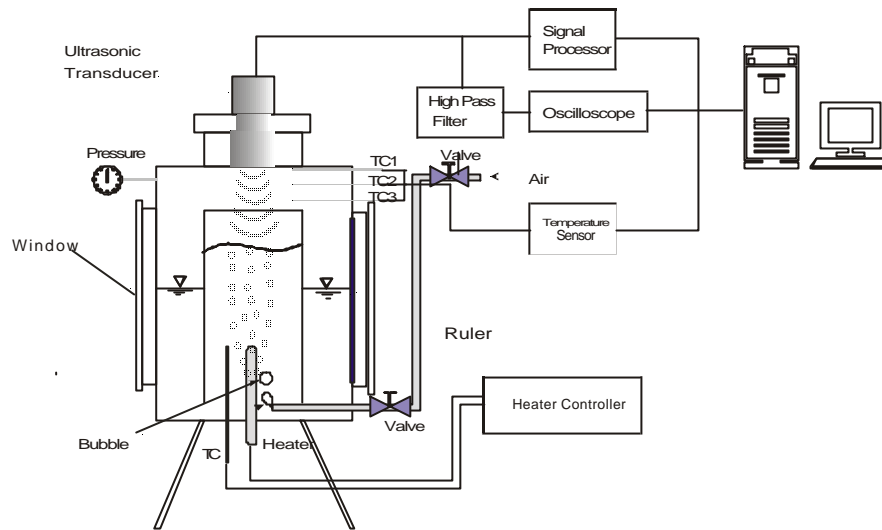 Ultrasonic
Transducer
Signal
Processor
High Pass
Filter
Oscilloscope
Pressure
TC1
TC2
TC3
Valve
Air
Temperature
Sensor
Window
Ruler
Heater Controller
Bubble
TC
Heater
Valve